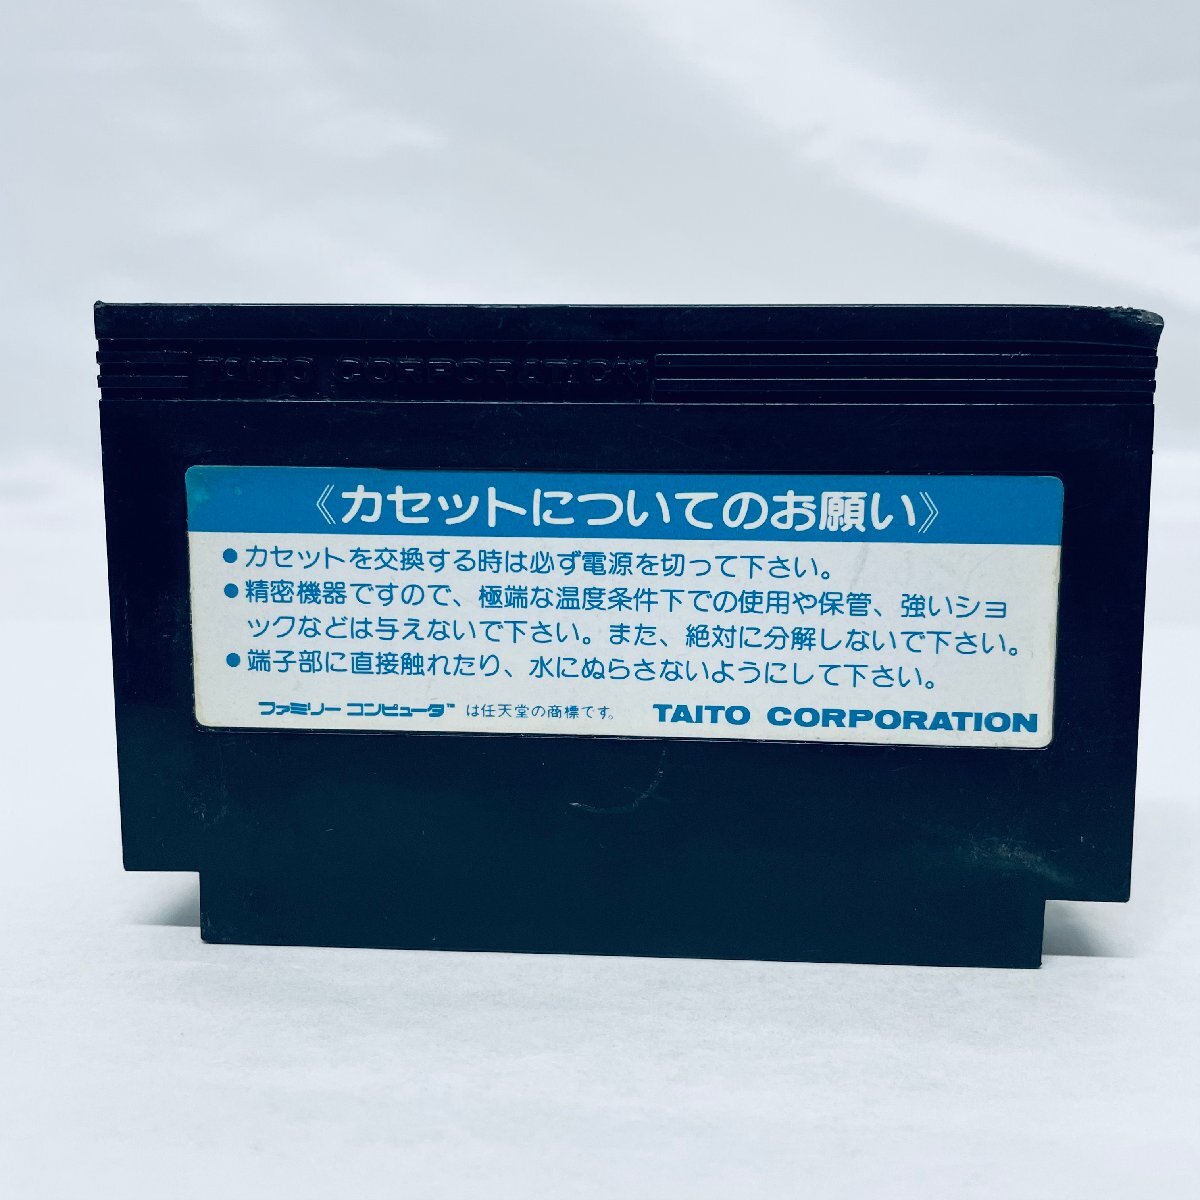 TAITO CORPORATION
《カセットについてのお願い》
●カセットを交換する時は必ず電源を切って下さい。
●精密機器ですので、極端な温度条件下での使用や保管、強いショ
ックなどは与えないで下さい。また、絶対に分解しないで下さい。
●端子部に直接触れたり、水にぬらさないようにして下さい。
ファミリーコンピュータ™ は任天堂の商標です。 TAITO CORPORATION